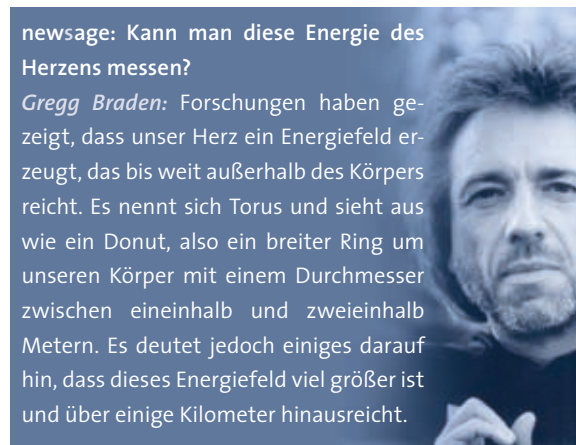 newsage: Kann man diese Energie des
Herzens messen?
Gregg Braden: Forschungen haben ge-
zeigt, dass unser Herz ein Energiefeld er-
zeugt, das bis weit außerhalb des Körpers
reicht. Es nennt sich Torus und sieht aus
wie ein Donut, also ein breiter Ring um
unseren Körper mit einem Durchmesser
zwischen eineinhalb und zweieinhalb
Metern. Es deutet jedoch einiges darauf
hin, dass dieses Energiefeld viel größer ist
und über einige Kilometer hinausreicht.